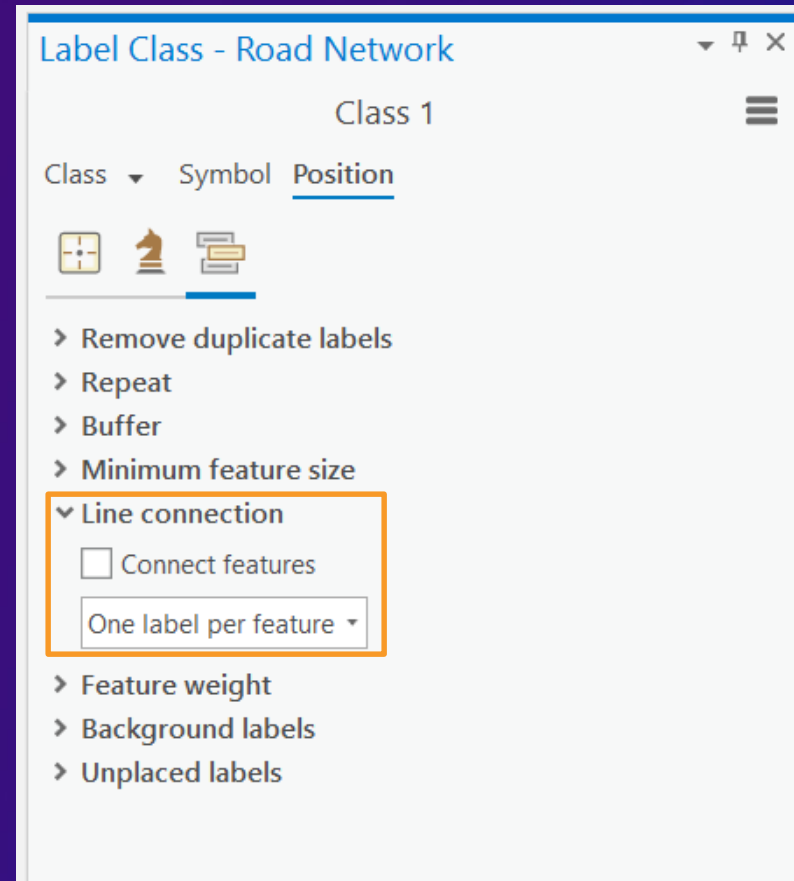 Label Class - Road Network
Class 1
Class Symbol Position
Remove duplicate labels
Repeat
Buffer
Minimum feature size
Line connection
Connect features
One label per feature
Feature weight
Background labels
Unplaced labels